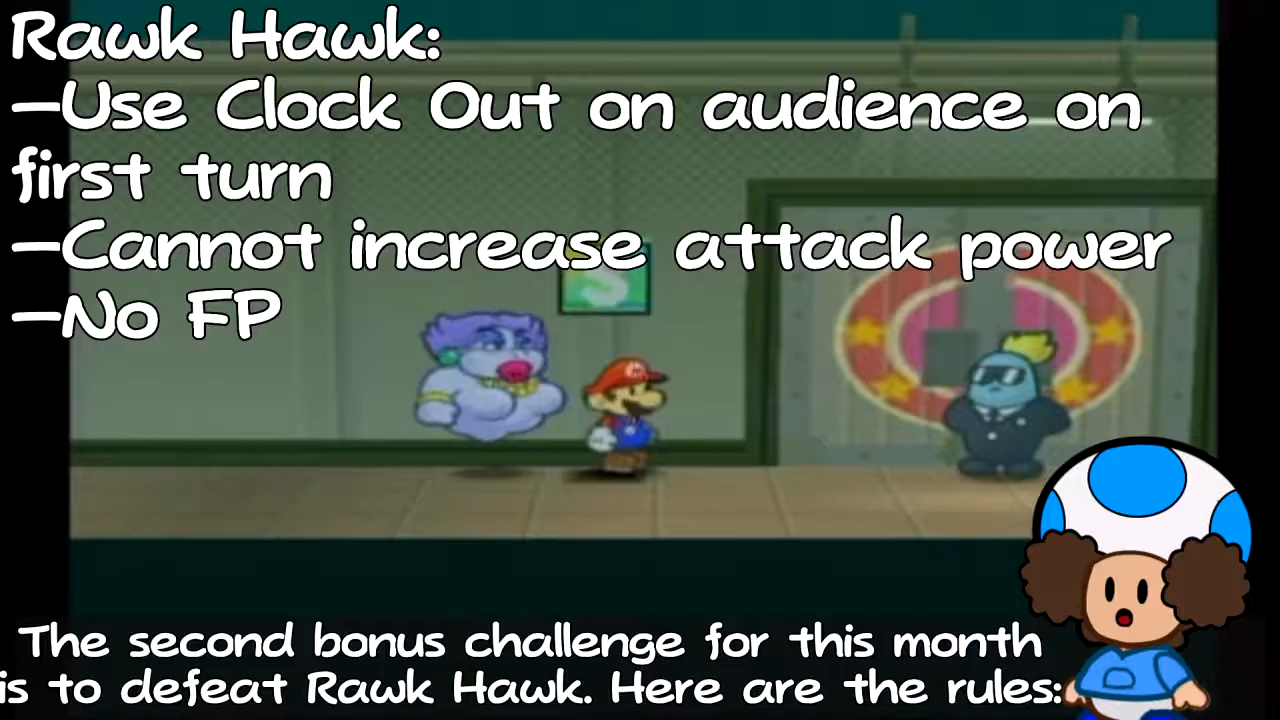 Rawk Hawk:
—Use Clock Out on audience on
first turn
—Cannot increase attack power
—No FP
The second bonus challenge for this month
is to defeat Rawk Hawk. Here are the rules: